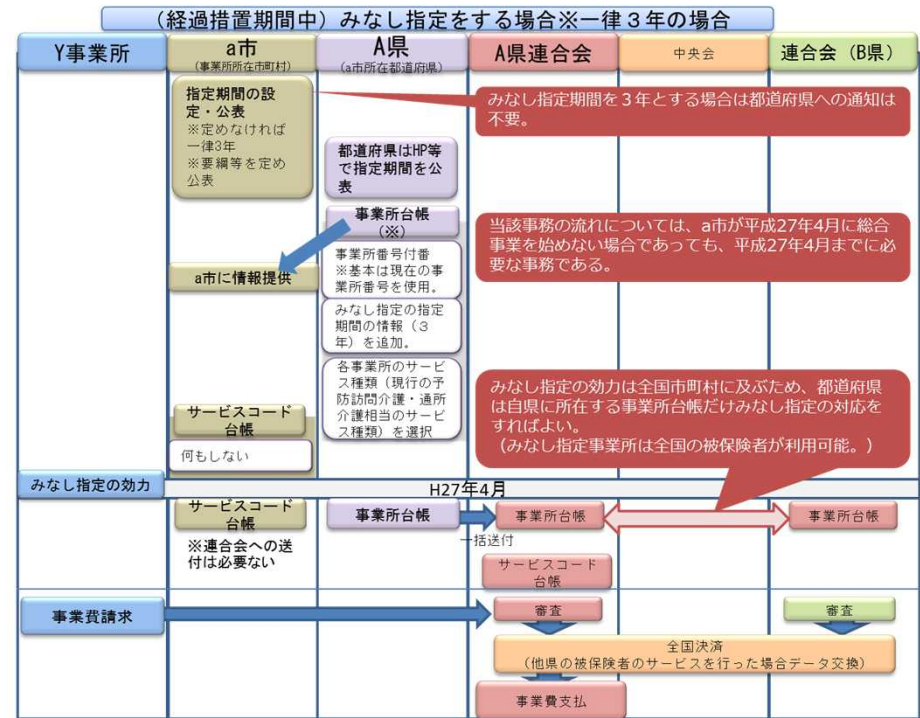 (経過措置期間中)みなし指定をする場合※一律３年の場合
Y事業所
a市
(事業所所在市町村)
A県
(a市所在都道府県)
A県連合会
中央会
連合会(B県)
指定期間の設
定・公表
※定めなければ
一律3年
※要綱等を定め
公表
みなし指定期間を３年とする場合は都道府県への通知は
不要。
都道府県はHP等
で指定期間を公
表
事業所台帳
(※)
事業所番号付番
※基本は現在の事
業所番号を使用。
a市に情報提供
当該事務の流れについては、a市が平成27年4月に総合
事業を始めない場合であっても、平成27年4月までに必
要な事務である。
みなし指定の指定
期間の情報（３
年）を追加。
各事業所のサービ
ス種類（現行の予
防訪問介護・通所
介護相当のサービ
ス種類）を選択
みなし指定の効力は全国市町村に及ぶため、都道府県
は自県に所在する事業所台帳だけみなし指定の対応を
すればよい。
（みなし指定事業所は全国の被保険者が利用可能。）
サービスコード
台帳
何もしない
みなし指定の効力
H27年4月
サービスコード
台帳
※連合会への送
付は必要ない
事業所台帳
一括送付
事業所台帳
事業所台帳
サービスコード
台帳
事業費請求
審査
審査
全国決済
（他県の被保険者のサービスを行った場合データ交換）
事業費支払